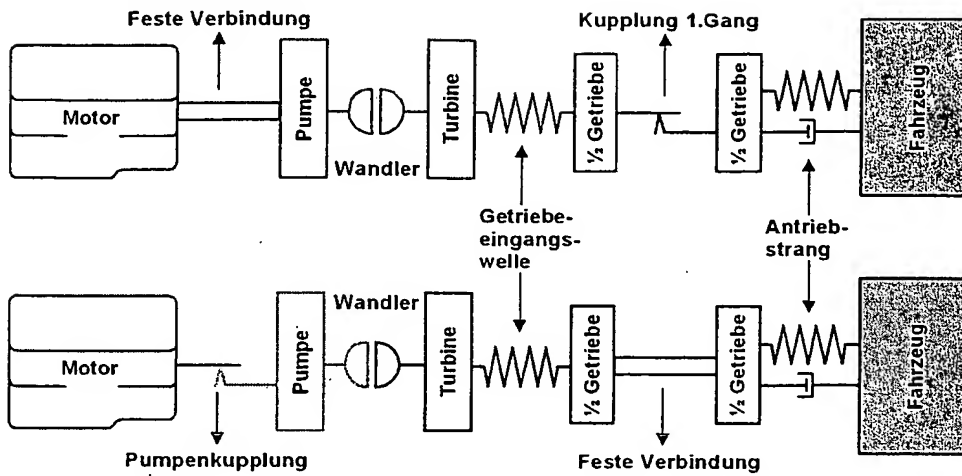 Feste Verbindung
Kupplung 1.Gang
Motor
Pumpe
Wandler
Turbine
½ Getriebe
½ Getriebe
Fahrzeug
Getriebe-
eingangs-
welle
Antrieb-
strang
Motor
Pumpe
Wandler
Turbine
½ Getriebe
½ Getriebe
Fahrzeug
Pumpenkupplung
Feste Verbindung